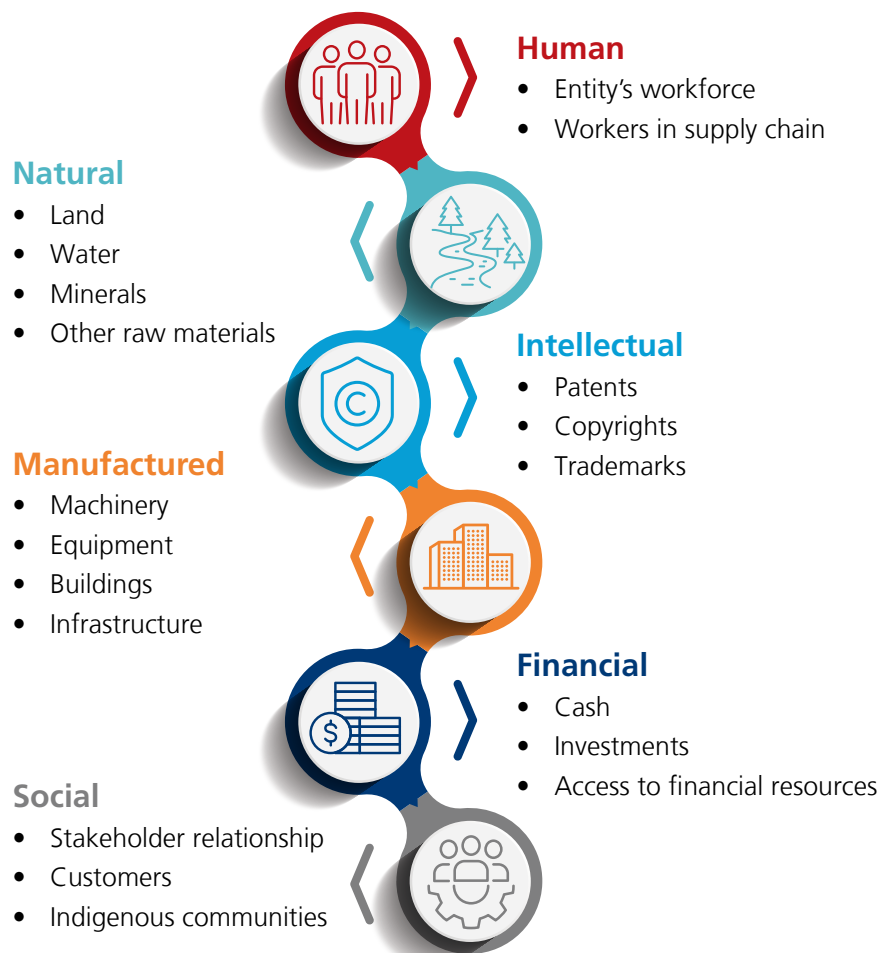 Human
• Entity’s workforce
• Workers in supply chain
Natural
• Land
• Water
• Minerals
• Other raw materials
Intellectual
• Patents
• Copyrights
• Trademarks
Manufactured
• Machinery
• Equipment
• Buildings
• Infrastructure
Financial
• Cash
• Investments
• Access to financial resources
Social
• Stakeholder relationship
• Customers
• Indigenous communities